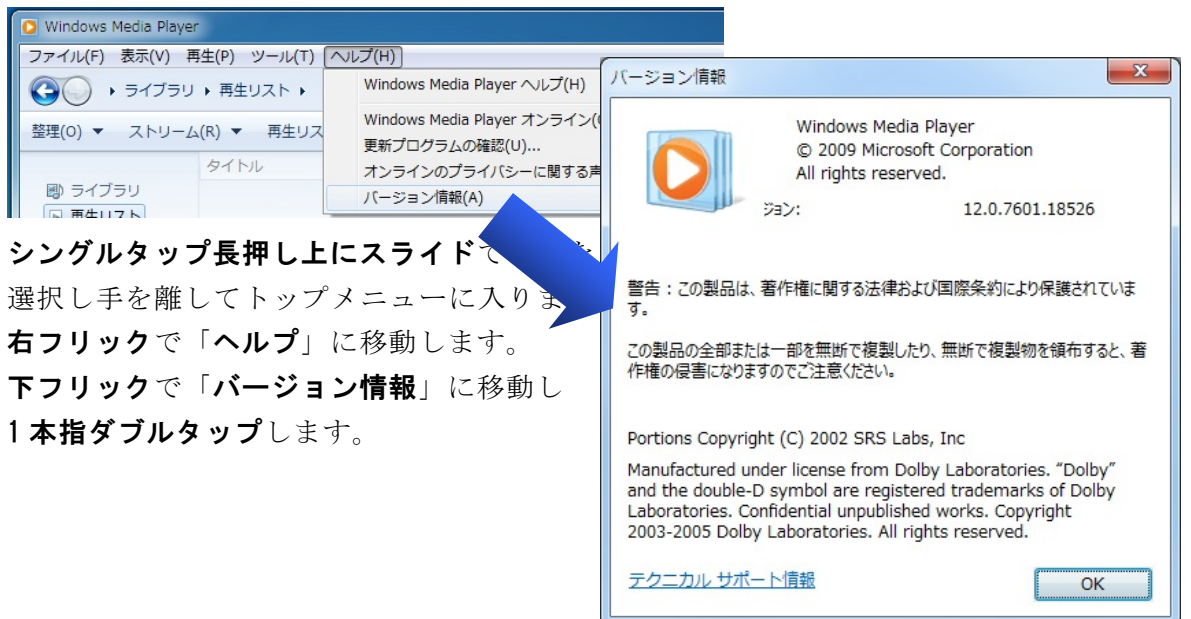 Windows Media Player
ファイル(F) 表示(V) 再生(P) ツール(T) ヘルプ(H)
ライブラリ 再生リスト
整理(O) ストリーム(R) 再生リス
タイトル
ライブラリ
再生リスト
Windows Media Player ヘルプ(H)
Windows Media Player オンライン(
更新プログラムの確認(U)...
オンラインのプライバシーに関する声
バージョン情報(A)
シングルタップ長押し上にスライドで
選択し手を離してトップメニューに入りま
右フリックで「ヘルプ」に移動します。
下フリックで「バージョン情報」に移動し
1本指ダブルタップします。
バージョン情報
Windows Media Player
© 2009 Microsoft Corporation
All rights reserved.
ジョン: 12.0.7601.18526
警告：この製品は、著作権に関する法律および国際条約により保護されていま
す。
この製品の全部または一部を無断で複製したり、無断で複製物を頒布すると、著
作権の侵害になりますのでご注意ください。
Portions Copyright (C) 2002 SRS Labs, Inc
Manufactured under license from Dolby Laboratories. “Dolby”
and the double-D symbol are registered trademarks of Dolby
Laboratories. Confidential unpublished works. Copyright
2003-2005 Dolby Laboratories. All rights reserved.
テクニカル サポート情報
OK